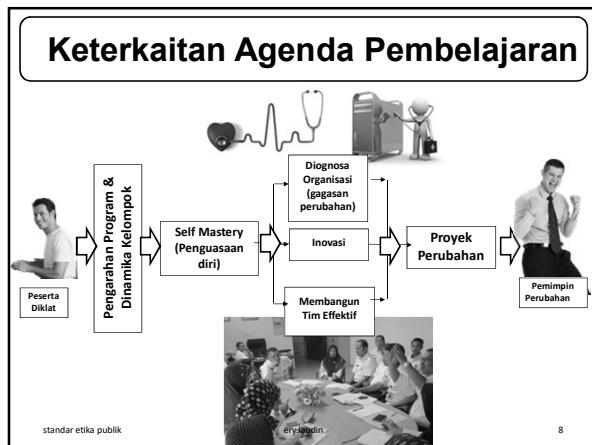 Keterkaitan Agenda Pembelajaran
Peserta
Diklat
Pengarahan Program &
Dinamika Kelompok
Self Mastery
(Penguasaan
diri)
Diognosa
Organisasi
(gagasan
perubahan)
Inovasi
Membangun
Tim Effektif
Proyek
Perubahan
Pemimpin
Perubahan
standar etika publik
8